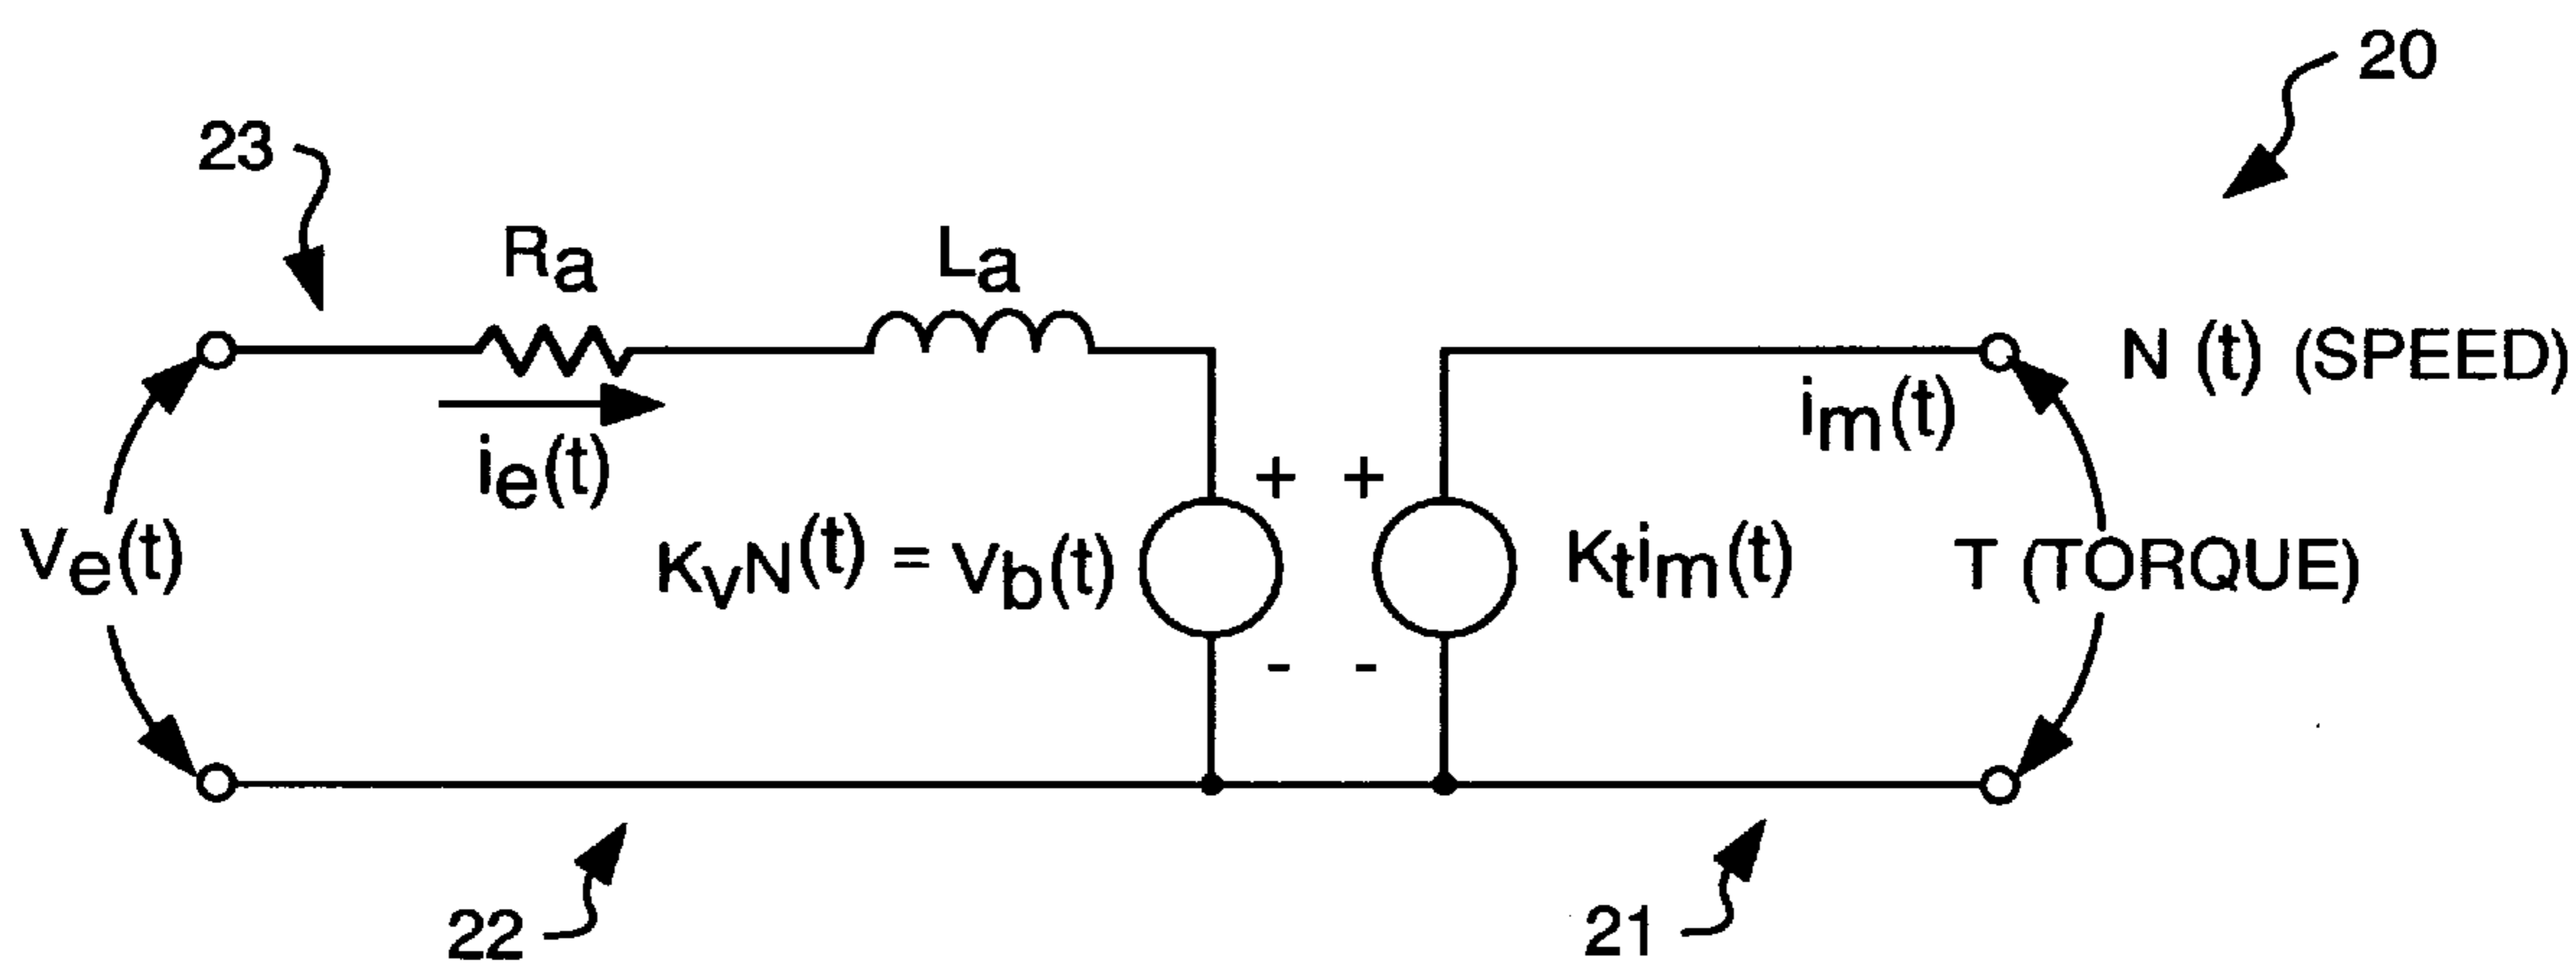 20
23
Ra
La
N (t) (SPEED)
im(t)
ie(t)
+ +
Ve(t)
KvN(t) = Vb(t)
Ktim(t)
T (TORQUE)
- -
22
21